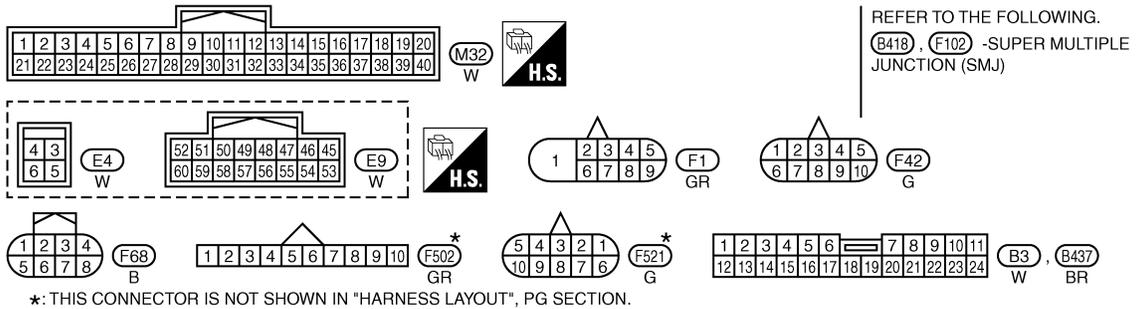 1 2 3 4 5 6 7 8 9 10 11 12 13 14 15 16 17 18 19 20
21 22 23 24 25 26 27 28 29 30 31 32 33 34 35 36 37 38 39 40
M32
W
H.S.
REFER TO THE FOLLOWING.
B418 , F102 -SUPER MULTIPLE
JUNCTION (SMJ)
4 3
6 5
E4
W
52 51 50 49 48 47 46 45
60 59 58 57 56 55 54 53
E9
W
H.S.
1
2 3 4 5
6 7 8 9
F1
GR
1 2 3 4 5
6 7 8 9 10
F42
G
1 2 3 4
5 6 7 8
F68
B
1 2 3 4 5 6 7 8 9 10
F502 *
GR
5 4 3 2 1
10 9 8 7 6
F521 *
G
1 2 3 4 5 6 7 8 9 10 11
12 13 14 15 16 17 18 19 20 21 22 23 24
B3 , B437
W BR
*: THIS CONNECTOR IS NOT SHOWN IN "HARNESS LAYOUT", PG SECTION.